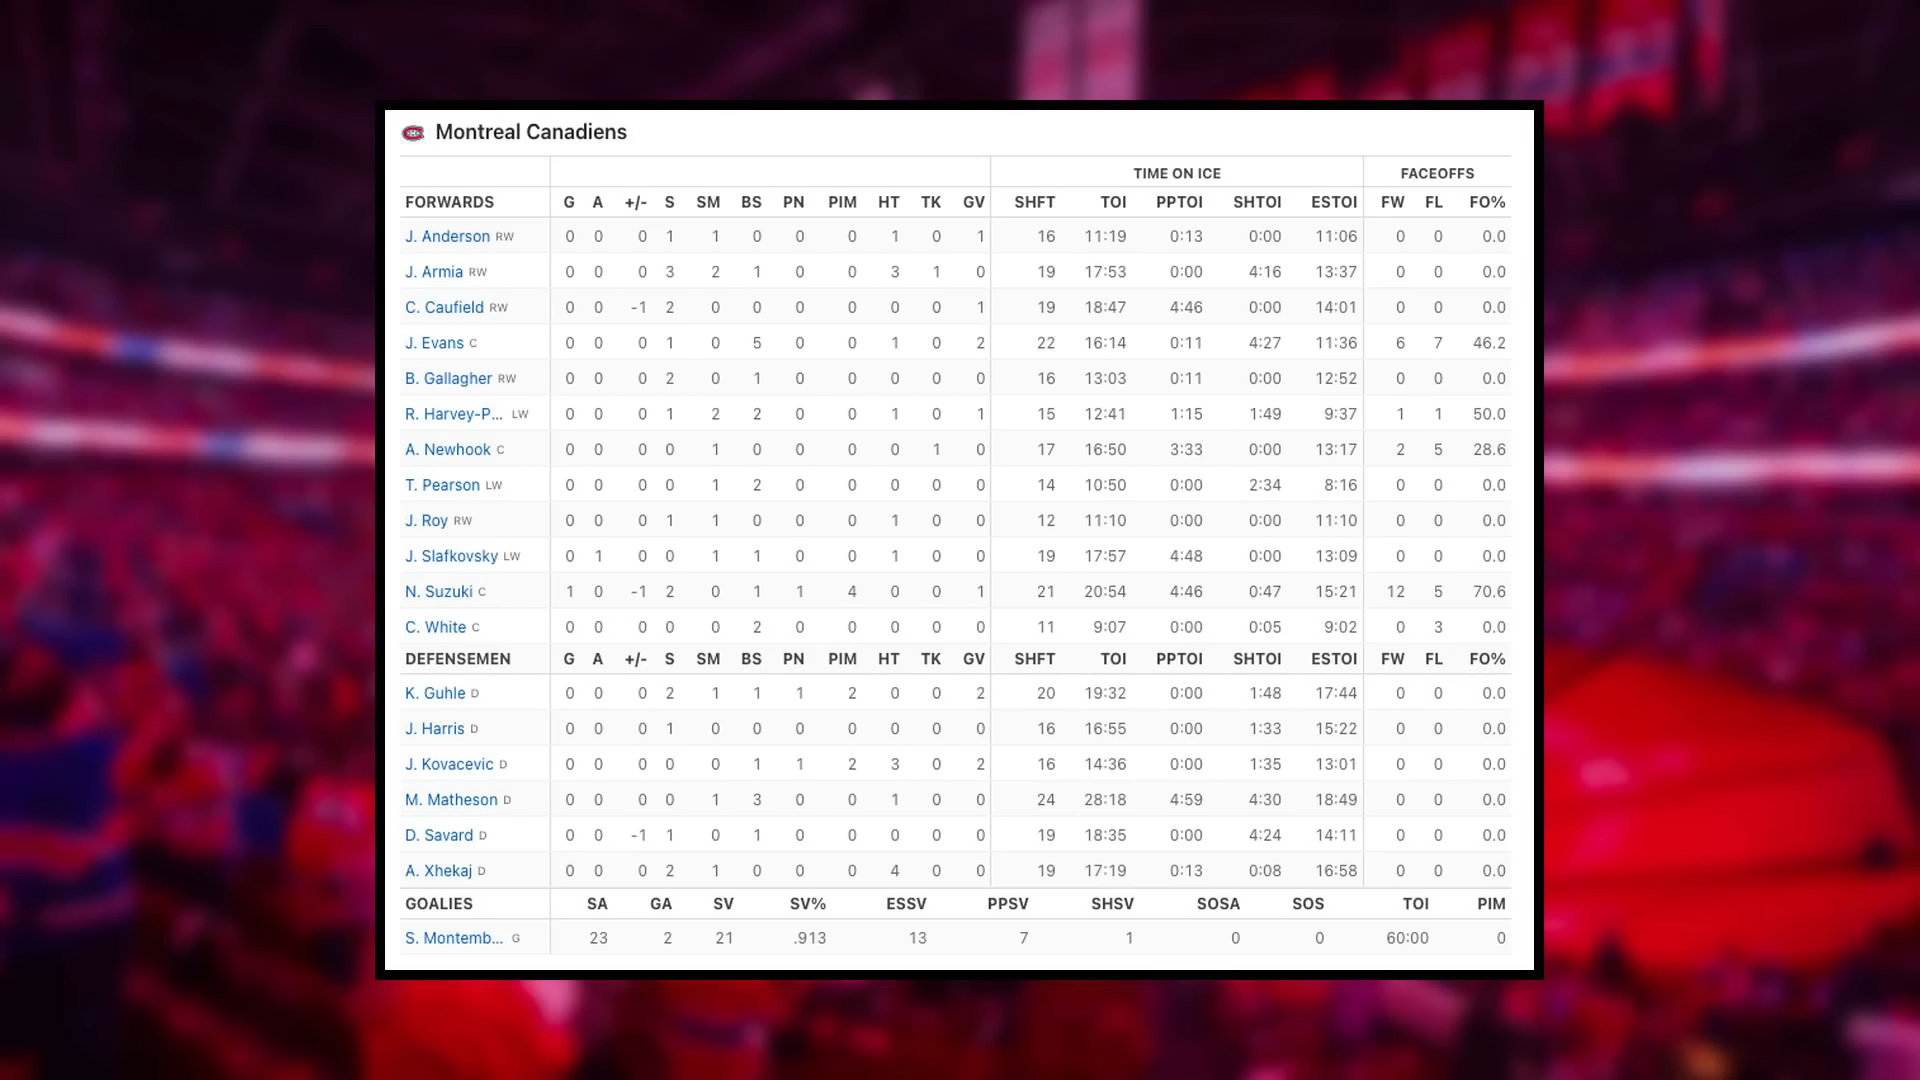 Montreal Canadiens
TIME ON ICE FACEOFFS
FORWARDS G A +/- S SM BS PN PIM HT TK GV SHFT TOI PPTOI SHTOI ESTOI FW FL FO%
J. Anderson RW 0 0 0 1 1 0 0 0 1 0 1 16 11:19 0:13 0:00 11:06 0 0 0.0
J. Armia RW 0 0 0 3 2 1 0 0 3 1 0 19 17:53 0:00 4:16 13:37 0 0 0.0
C. Caufield RW 0 0 -1 2 0 0 0 0 0 0 1 19 18:47 4:46 0:00 14:01 0 0 0.0
J. Evans C 0 0 0 1 0 5 0 0 1 0 2 22 16:14 0:11 4:27 11:36 6 7 46.2
B. Gallagher RW 0 0 0 2 0 1 0 0 0 0 0 16 13:03 0:11 0:00 12:52 0 0 0.0
R. Harvey-P... LW 0 0 0 1 2 2 0 0 1 0 1 15 12:41 1:15 1:49 9:37 1 1 50.0
A. Newhook C 0 0 0 0 1 0 0 0 0 1 0 17 16:50 3:33 0:00 13:17 2 5 28.6
T. Pearson LW 0 0 0 0 1 2 0 0 0 0 0 14 10:50 0:00 2:34 8:16 0 0 0.0
J. Roy RW 0 0 0 1 1 0 0 0 1 0 0 12 11:10 0:00 0:00 11:10 0 0 0.0
J. Slafkovsky LW 0 1 0 0 1 1 0 0 1 0 0 19 17:57 4:48 0:00 13:09 0 0 0.0
N. Suzuki C 1 0 -1 2 0 1 1 4 0 0 1 21 20:54 4:46 0:47 15:21 12 5 70.6
C. White C 0 0 0 0 0 2 0 0 0 0 0 11 9:07 0:00 0:05 9:02 0 3 0.0
DEFENSEMEN G A +/- S SM BS PN PIM HT TK GV SHFT TOI PPTOI SHTOI ESTOI FW FL FO%
K. Guhle D 0 0 0 2 1 1 1 2 0 0 2 20 19:32 0:00 1:48 17:44 0 0 0.0
J. Harris D 0 0 0 1 0 0 0 0 0 0 0 16 16:55 0:00 1:33 15:22 0 0 0.0
J. Kovacevic D 0 0 0 0 0 1 1 2 3 0 2 16 14:36 0:00 1:35 13:01 0 0 0.0
M. Matheson D 0 0 0 0 1 3 0 0 1 0 0 24 28:18 4:59 4:30 18:49 0 0 0.0
D. Savard D 0 0 -1 1 0 1 0 0 0 0 0 19 18:35 0:00 4:24 14:11 0 0 0.0
A. Xhekaj D 0 0 0 2 1 0 0 0 4 0 0 19 17:19 0:13 0:08 16:58 0 0 0.0
GOALIES SA GA SV SV% ESSV PPSV SHSV SOSA SOS TOI PIM
S. Montemb... G 23 2 21 .913 13 7 1 0 0 60:00 0